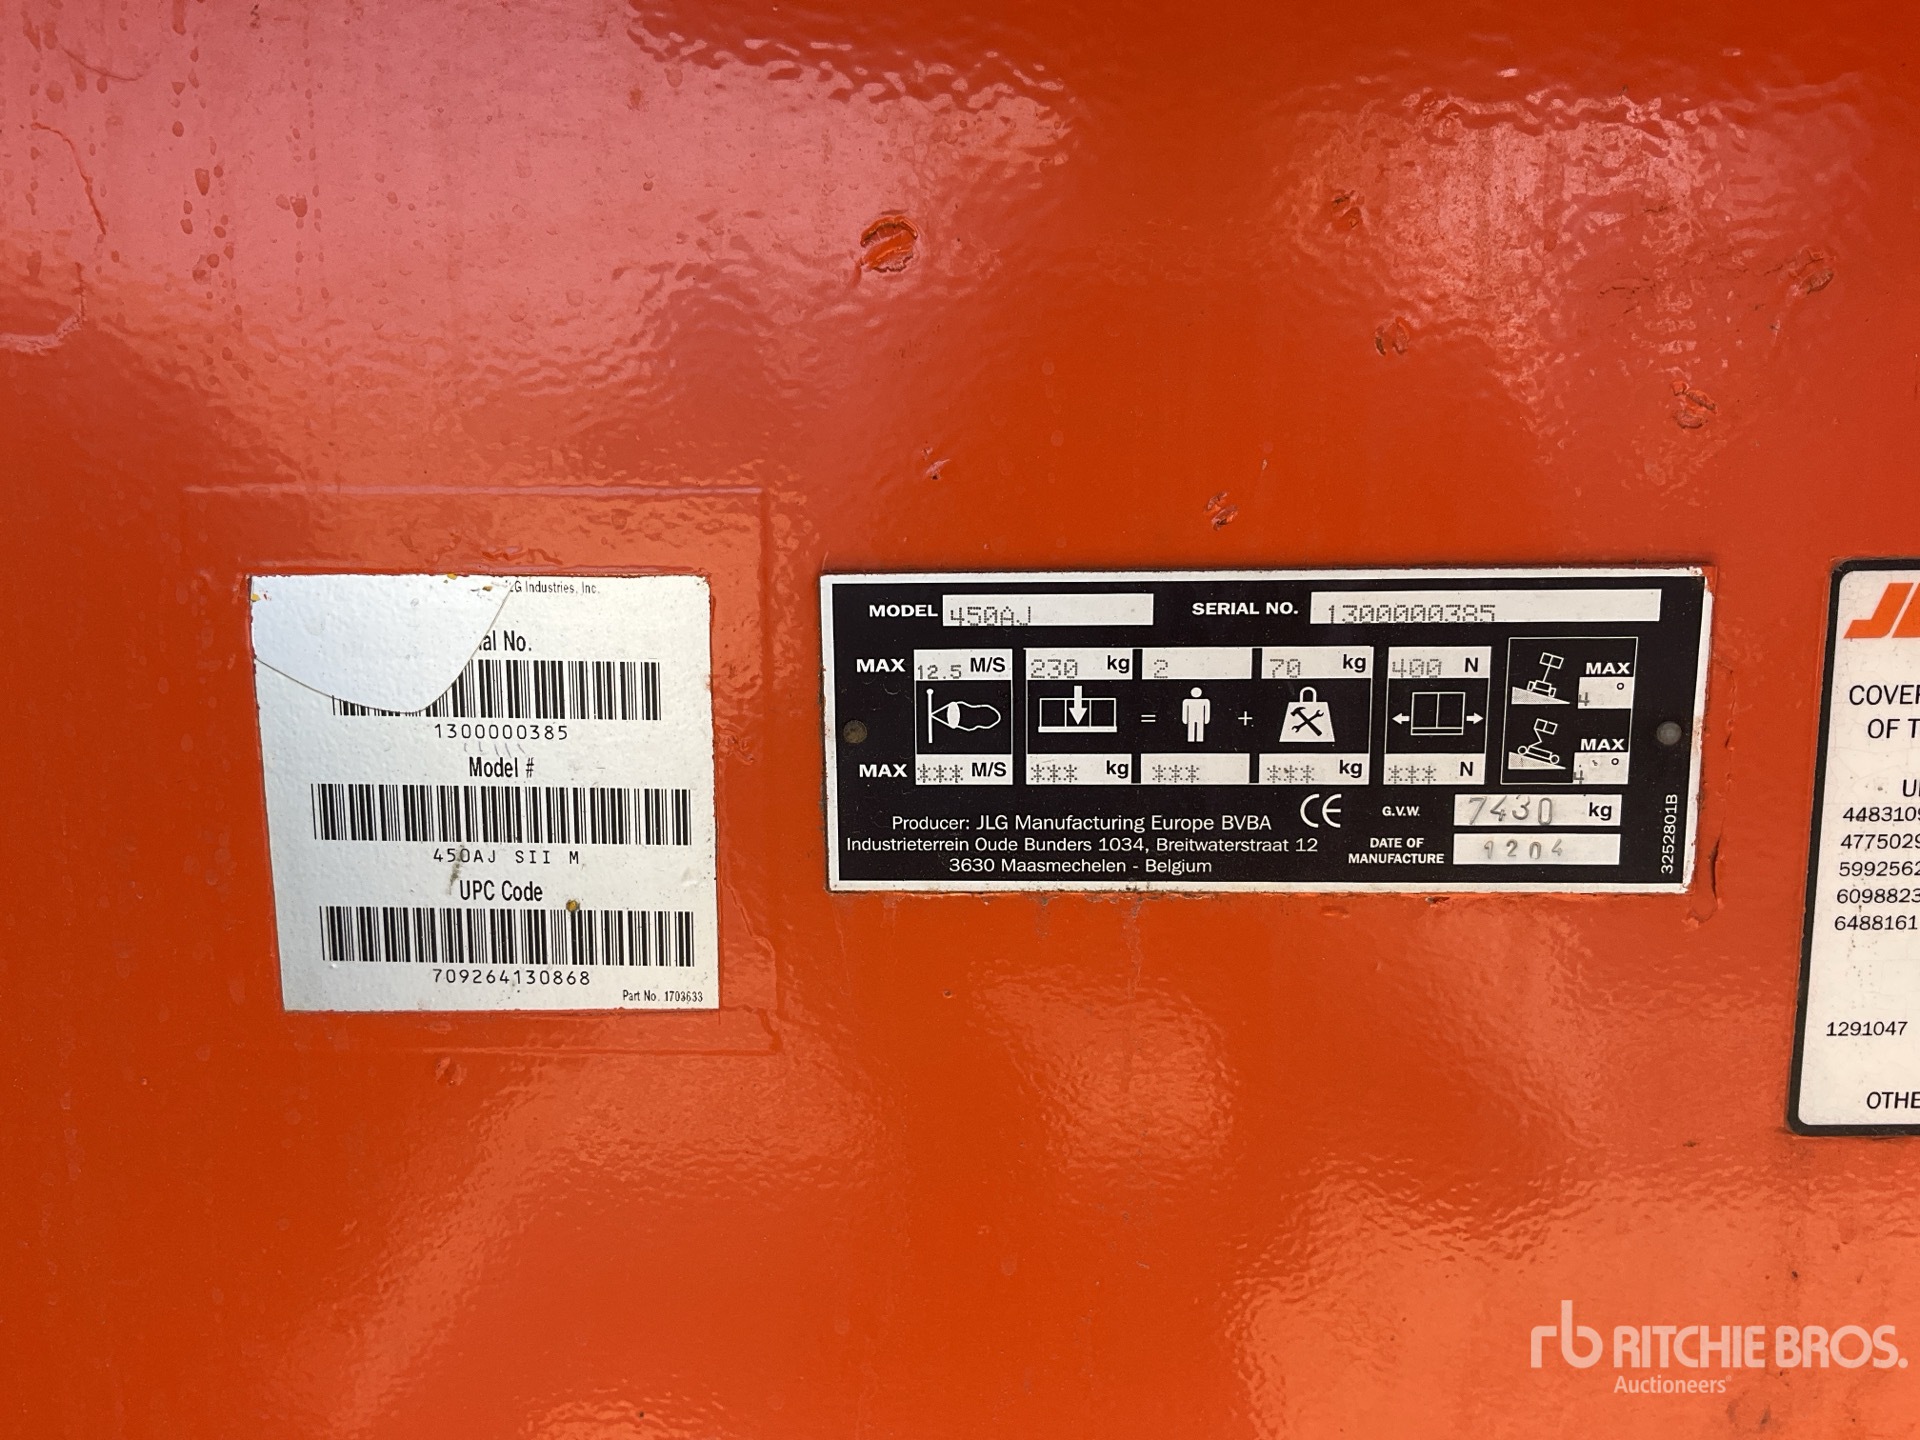 JLG Industries, Inc.
ial No.
1300000385
Model #
450AJ SII M
UPC Code
709264130868
Part No. 1703633
MODEL 450AJ SERIAL NO. 1300000385
MAX 12.5 M/S 230 kg 2 70 kg 400 N MAX 4 °
= +
MAX 4 °
MAX *** M/S *** kg *** *** kg *** N
CE G.V.W. 7430 kg
Producer: JLG Manufacturing Europe BVBA
Industrieterrein Oude Bunders 1034, Breitwaterstraat 12
3630 Maasmechelen - Belgium
DATE OF MANUFACTURE 1204
3252801B
COVER
OF T
U
4483109
4775029
5992562
6098823
6488161
1291047
OTHE
rb RITCHIE BROS.
Auctioneers